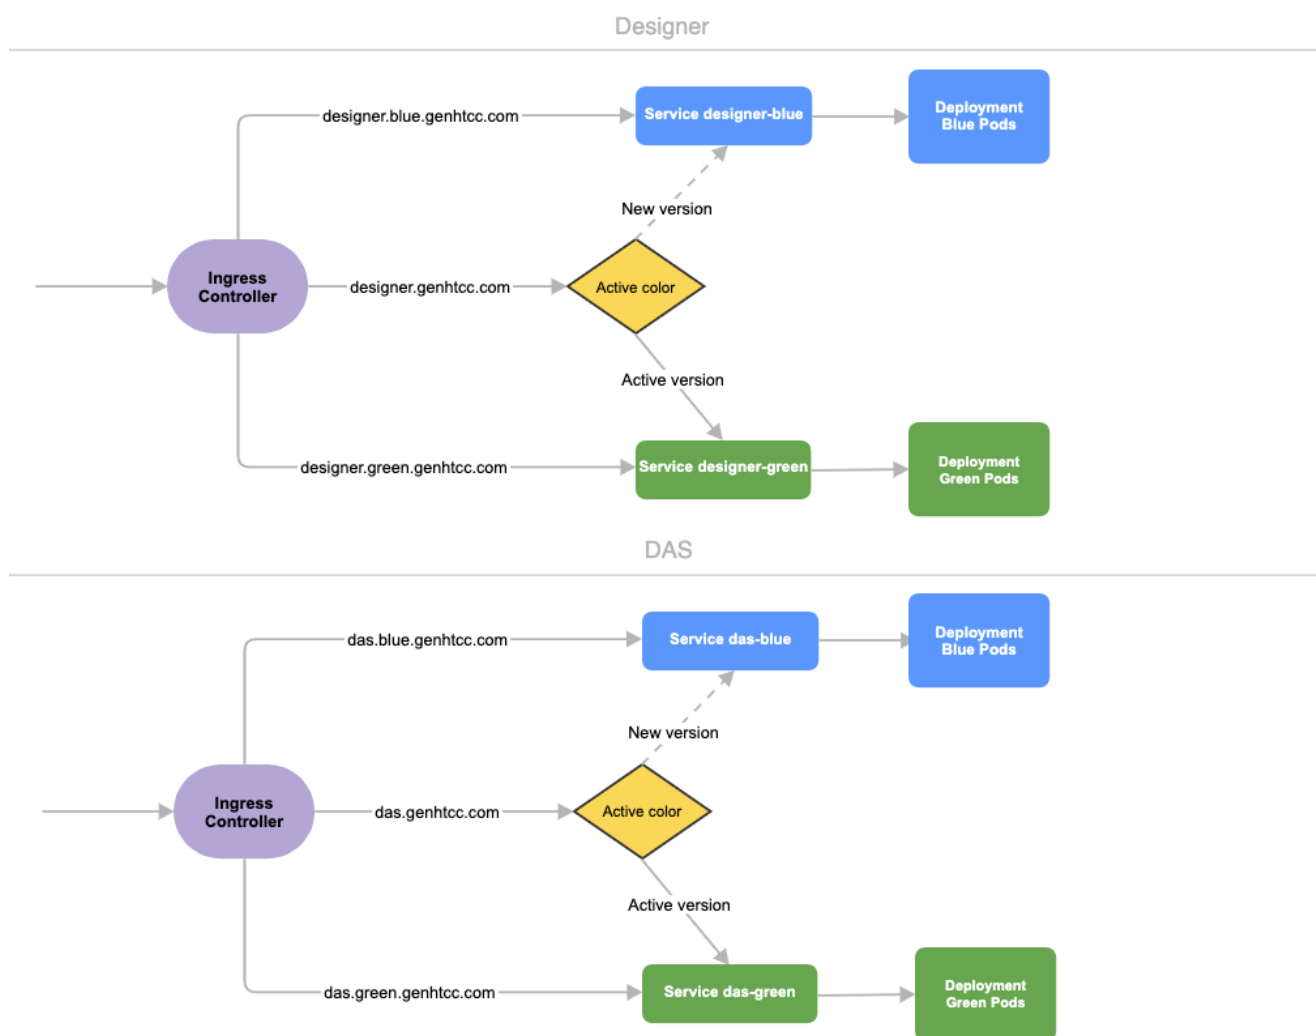 Designer
designer.blue.genhtcc.com
Service designer-blue
Deployment
Blue Pods
New version
Ingress
Controller
designer.genhtcc.com
Active color
Active version
designer.green.genhtcc.com
Service designer-green
Deployment
Green Pods
DAS
das.blue.genhtcc.com
Service das-blue
Deployment
Blue Pods
New version
Ingress
Controller
das.genhtcc.com
Active color
Active version
das.green.genhtcc.com
Service das-green
Deployment
Green Pods